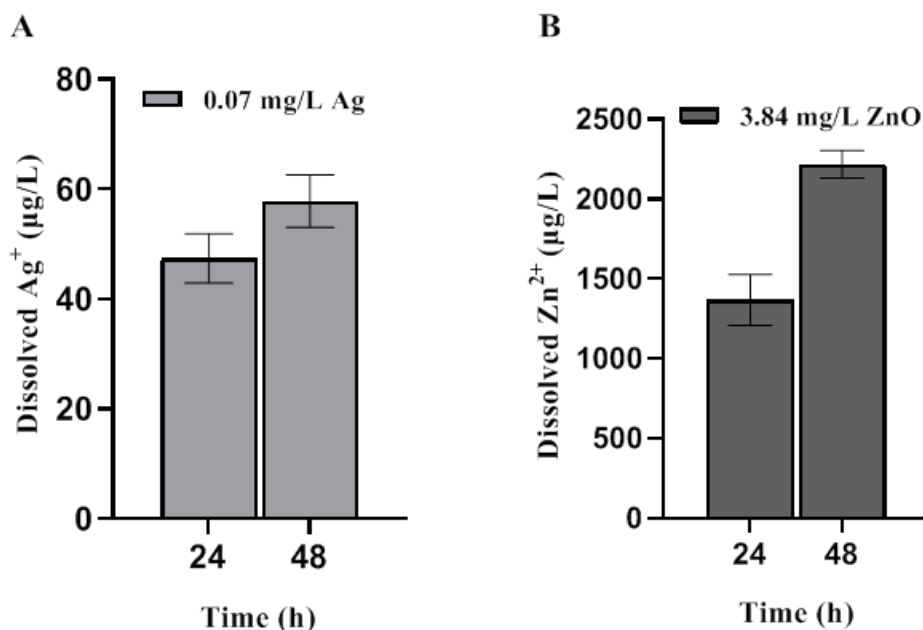 A
0.07 mg/L Ag
Dissolved Ag⁺ (µg/L)
80
60
40
20
0
24 48
Time (h)
B
3.84 mg/L ZnO
Dissolved Zn²⁺ (µg/L)
2500
2000
1500
1000
500
0
24 48
Time (h)